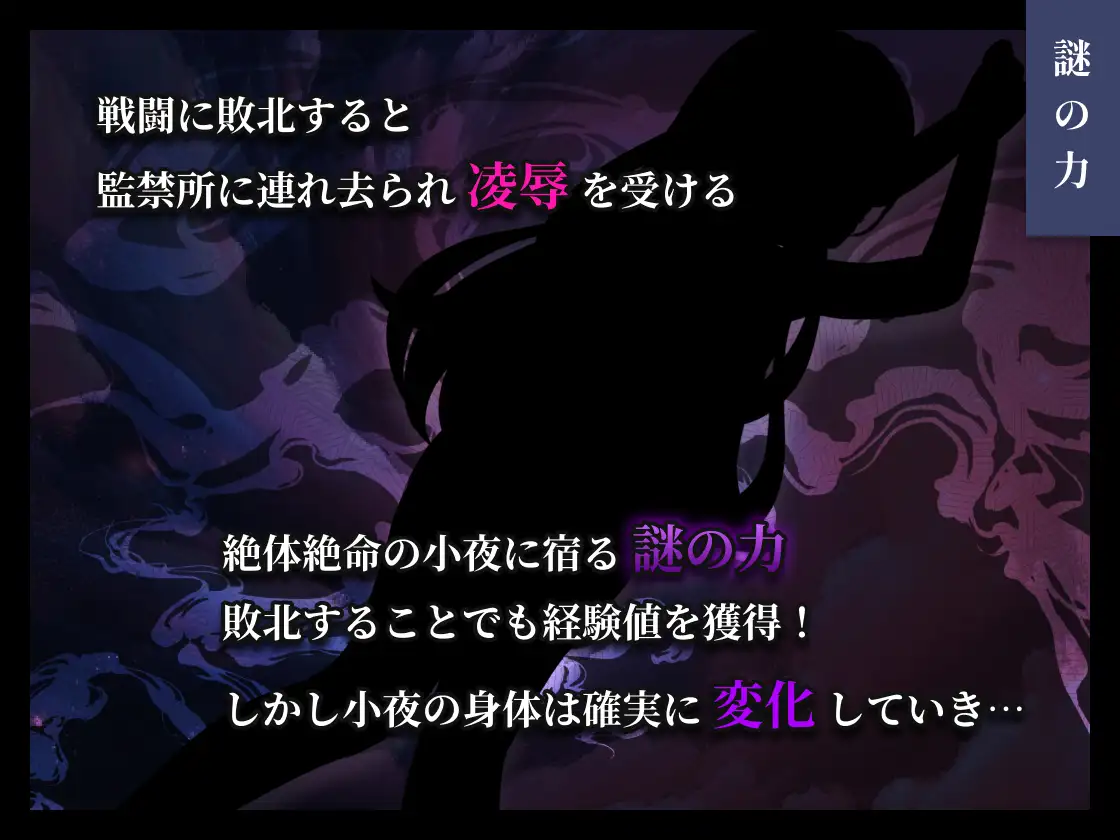 謎の力
戦闘に敗北すると
監禁所に連れ去られ 凌辱 を受ける
絶体絶命の小夜に宿る 謎の力
敗北することでも経験値を獲得！
しかし小夜の身体は確実に 変化 していき…